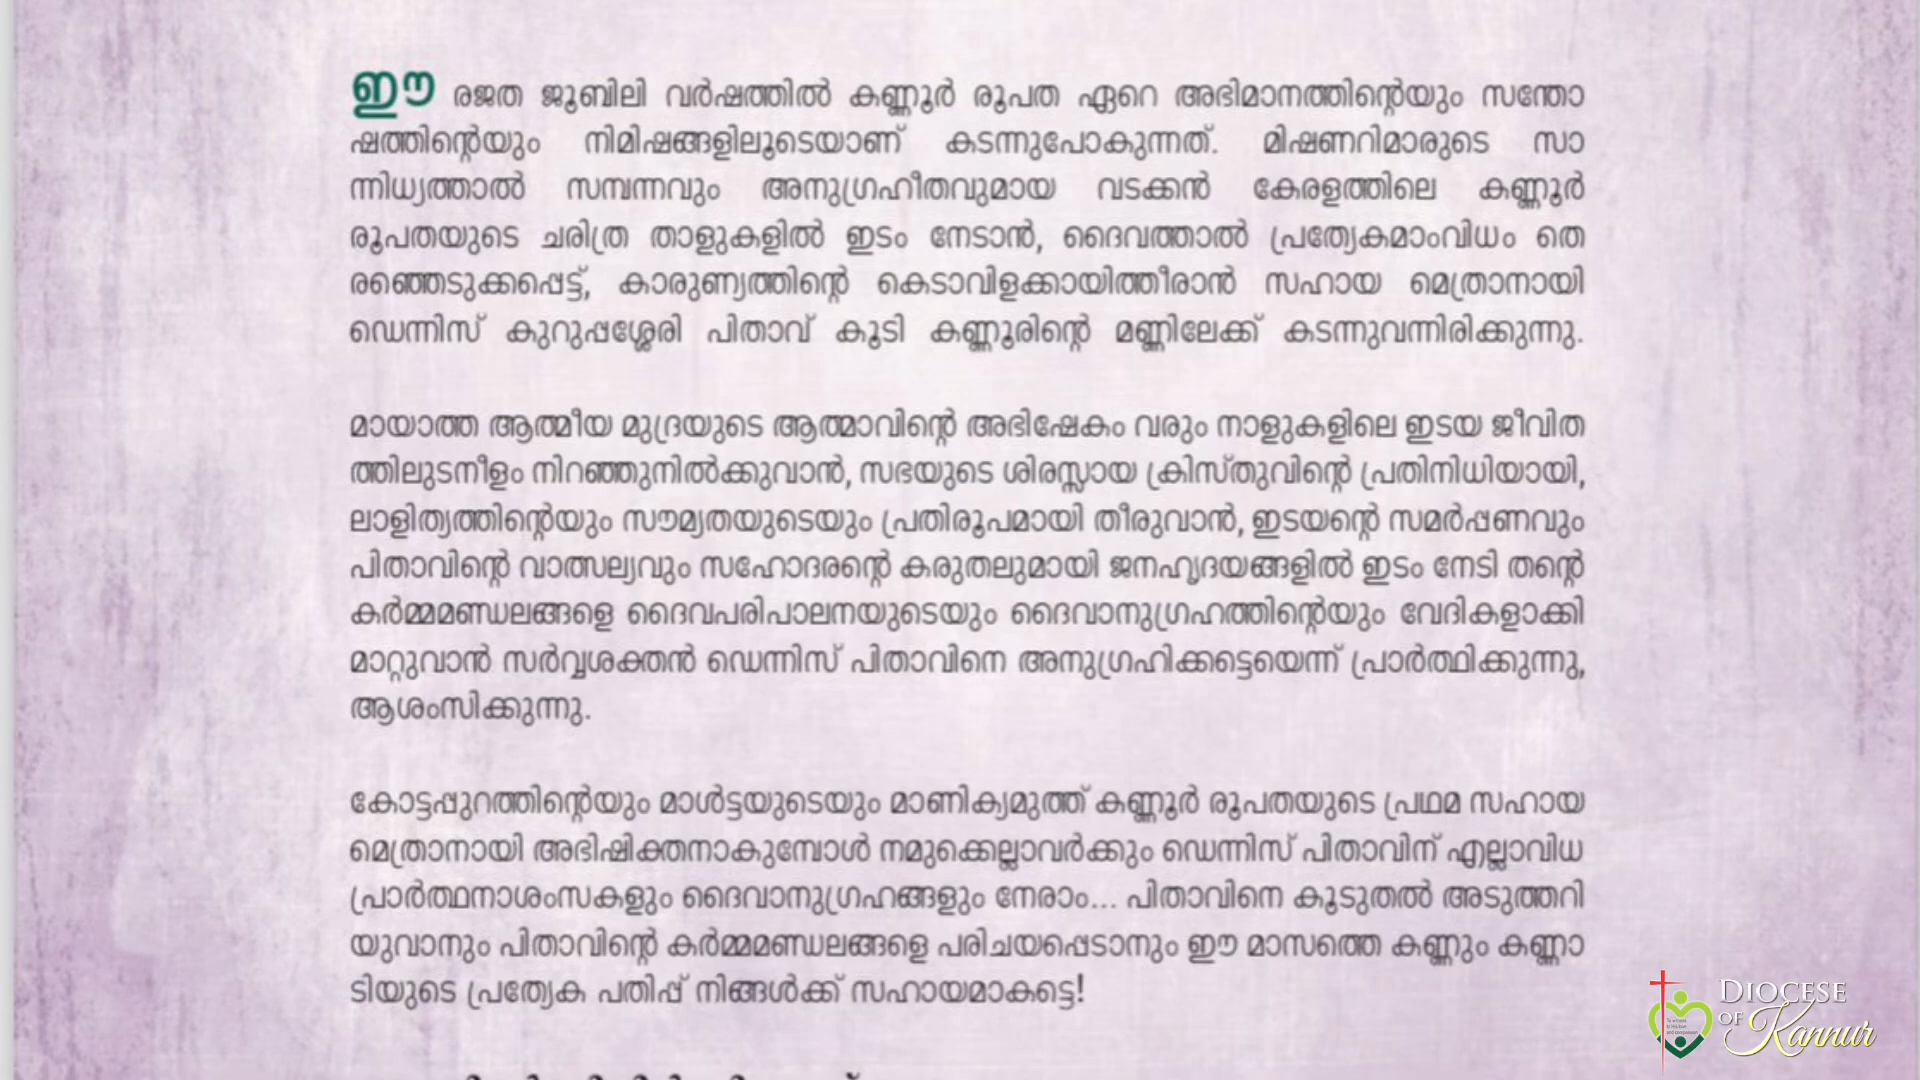 ഈ രജത ജൂബിലി വർഷത്തിൽ കണ്ണൂർ രൂപത ഏറെ അഭിമാനത്തിന്റെയും സന്തോ
ഷത്തിന്റെയും നിമിഷങ്ങളിലൂടെയാണ് കടന്നുപോകുന്നത്. മിഷണറിമാരുടെ സാ
ന്നിധ്യത്താൽ സമ്പന്നവും അനുഗ്രഹീതവുമായ വടക്കൻ കേരളത്തിലെ കണ്ണൂർ
രൂപതയുടെ ചരിത്ര താളുകളിൽ ഇടം നേടാൻ, ദൈവത്താൽ പ്രത്യേകമാംവിധം തെ
രഞ്ഞെടുക്കപ്പെട്ട്, കാരുണ്യത്തിന്റെ കെടാവിളക്കായിത്തീരാൻ സഹായ മെത്രാനായി
ഡെന്നിസ് കുറുപ്പശ്ശേരി പിതാവ് കൂടി കണ്ണൂരിന്റെ മണ്ണിലേക്ക് കടന്നുവന്നിരിക്കുന്നു.
മായാത്ത ആത്മീയ മുദ്രയുടെ ആത്മാവിന്റെ അഭിഷേകം വരും നാളുകളിലെ ഇടയ ജീവിത
ത്തിലുടനീളം നിറഞ്ഞുനിൽക്കുവാൻ, സഭയുടെ ശിരസ്സായ ക്രിസ്തുവിന്റെ പ്രതിനിധിയായി,
ലാളിത്യത്തിന്റെയും സൗമ്യതയുടെയും പ്രതിരൂപമായി തീരുവാൻ, ഇടയന്റെ സമർപ്പണവും
പിതാവിന്റെ വാത്സല്യവും സഹോദരന്റെ കരുതലുമായി ജനഹൃദയങ്ങളിൽ ഇടം നേടി തന്റെ
കർമ്മമണ്ഡലങ്ങളെ ദൈവപരിപാലനയുടെയും ദൈവാനുഗ്രഹത്തിന്റെയും വേദികളാക്കി
മാറ്റുവാൻ സർവ്വശക്തൻ ഡെന്നിസ് പിതാവിനെ അനുഗ്രഹിക്കട്ടെയെന്ന് പ്രാർത്ഥിക്കുന്നു,
ആശംസിക്കുന്നു.
കോട്ടപ്പുറത്തിന്റെയും മാൾട്ടയുടെയും മാണിക്യമുത്ത് കണ്ണൂർ രൂപതയുടെ പ്രഥമ സഹായ
മെത്രാനായി അഭിഷിക്തനാകുമ്പോൾ നമുക്കെല്ലാവർക്കും ഡെന്നിസ് പിതാവിന് എല്ലാവിധ
പ്രാർത്ഥനാശംസകളും ദൈവാനുഗ്രഹങ്ങളും നേരാം... പിതാവിനെ കൂടുതൽ അടുത്തറി
യുവാനും പിതാവിന്റെ കർമ്മമണ്ഡലങ്ങളെ പരിചയപ്പെടാനും ഈ മാസത്തെ കണ്ണും കണ്ണാ
ടിയുടെ പ്രത്യേക പതിപ്പ് നിങ്ങൾക്ക് സഹായമാകട്ടെ!
DIOCESE
OF Kannur